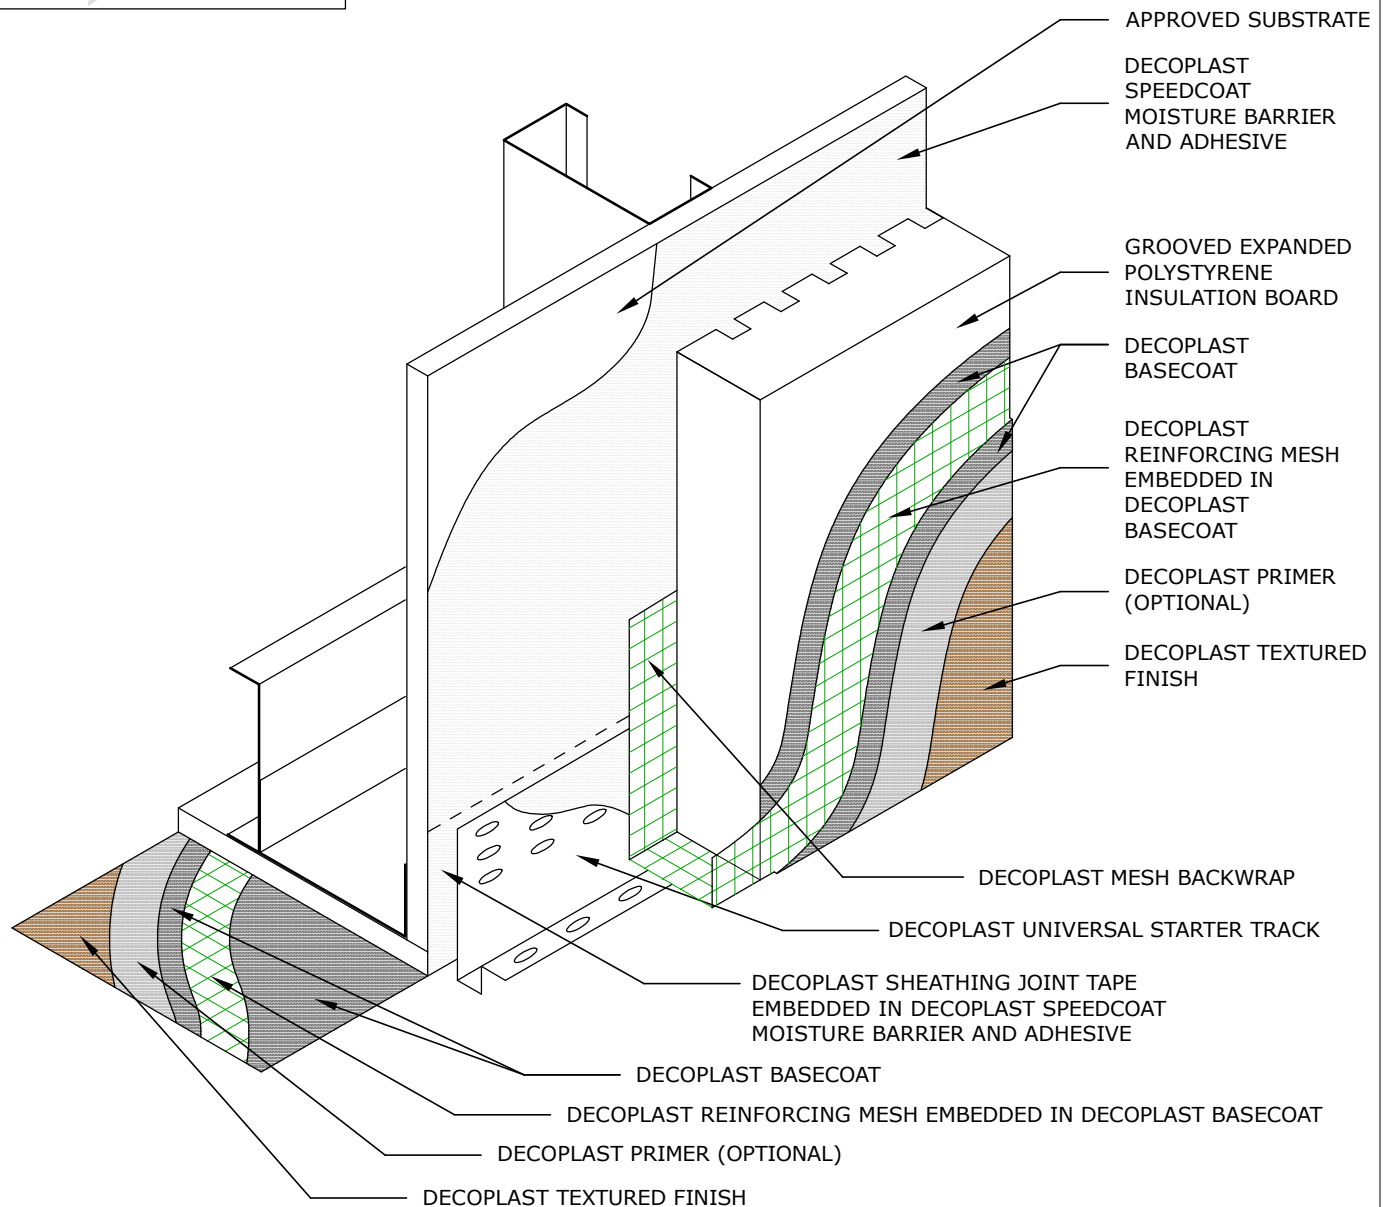 APPROVED SUBSTRATE
DECOPLAST
SPEEDCOAT
MOISTURE BARRIER
AND ADHESIVE
GROOVED EXPANDED
POLYSTYRENE
INSULATION BOARD
DECOPLAST
BASECOAT
DECOPLAST
REINFORCING MESH
EMBEDDED IN
DECOPLAST
BASECOAT
DECOPLAST PRIMER
(OPTIONAL)
DECOPLAST TEXTURED
FINISH
DECOPLAST MESH BACKWRAP
DECOPLAST UNIVERSAL STARTER TRACK
DECOPLAST SHEATHING JOINT TAPE
EMBEDDED IN DECOPLAST SPEEDCOAT
MOISTURE BARRIER AND ADHESIVE
DECOPLAST BASECOAT
DECOPLAST REINFORCING MESH EMBEDDED IN DECOPLAST BASECOAT
DECOPLAST PRIMER (OPTIONAL)
DECOPLAST TEXTURED FINISH